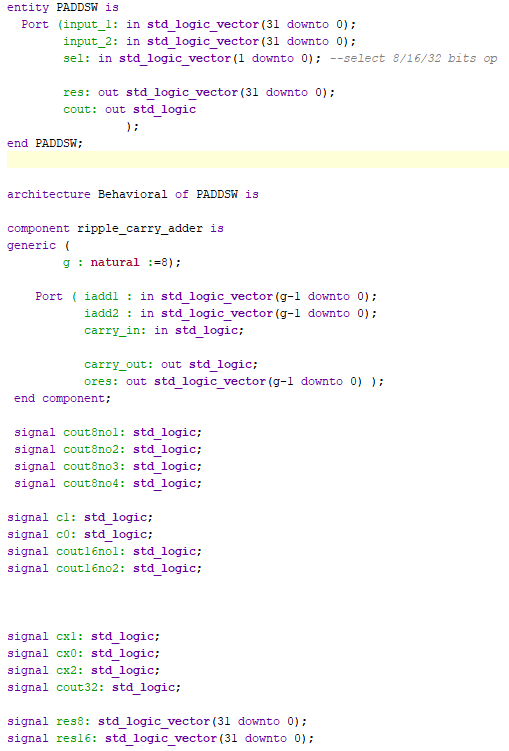 entity PADDSW is
Port (input_1: in std_logic_vector(31 downto 0);
input_2: in std_logic_vector(31 downto 0);
sel: in std_logic_vector(1 downto 0); --select 8/16/32 bits op
res: out std_logic_vector(31 downto 0);
cout: out std_logic
);
end PADDSW;
architecture Behavioral of PADDSW is
component ripple_carry_adder is
generic (
g : natural :=8);
Port ( iadd1 : in std_logic_vector(g-1 downto 0);
iadd2 : in std_logic_vector(g-1 downto 0);
carry_in: in std_logic;
carry_out: out std_logic;
ores: out std_logic_vector(g-1 downto 0) );
end component;
signal cout8no1: std_logic;
signal cout8no2: std_logic;
signal cout8no3: std_logic;
signal cout8no4: std_logic;
signal c1: std_logic;
signal c0: std_logic;
signal cout16no1: std_logic;
signal cout16no2: std_logic;
signal cx1: std_logic;
signal cx0: std_logic;
signal cx2: std_logic;
signal cout32: std_logic;
signal res8: std_logic_vector(31 downto 0);
signal res16: std_logic_vector(31 downto 0);